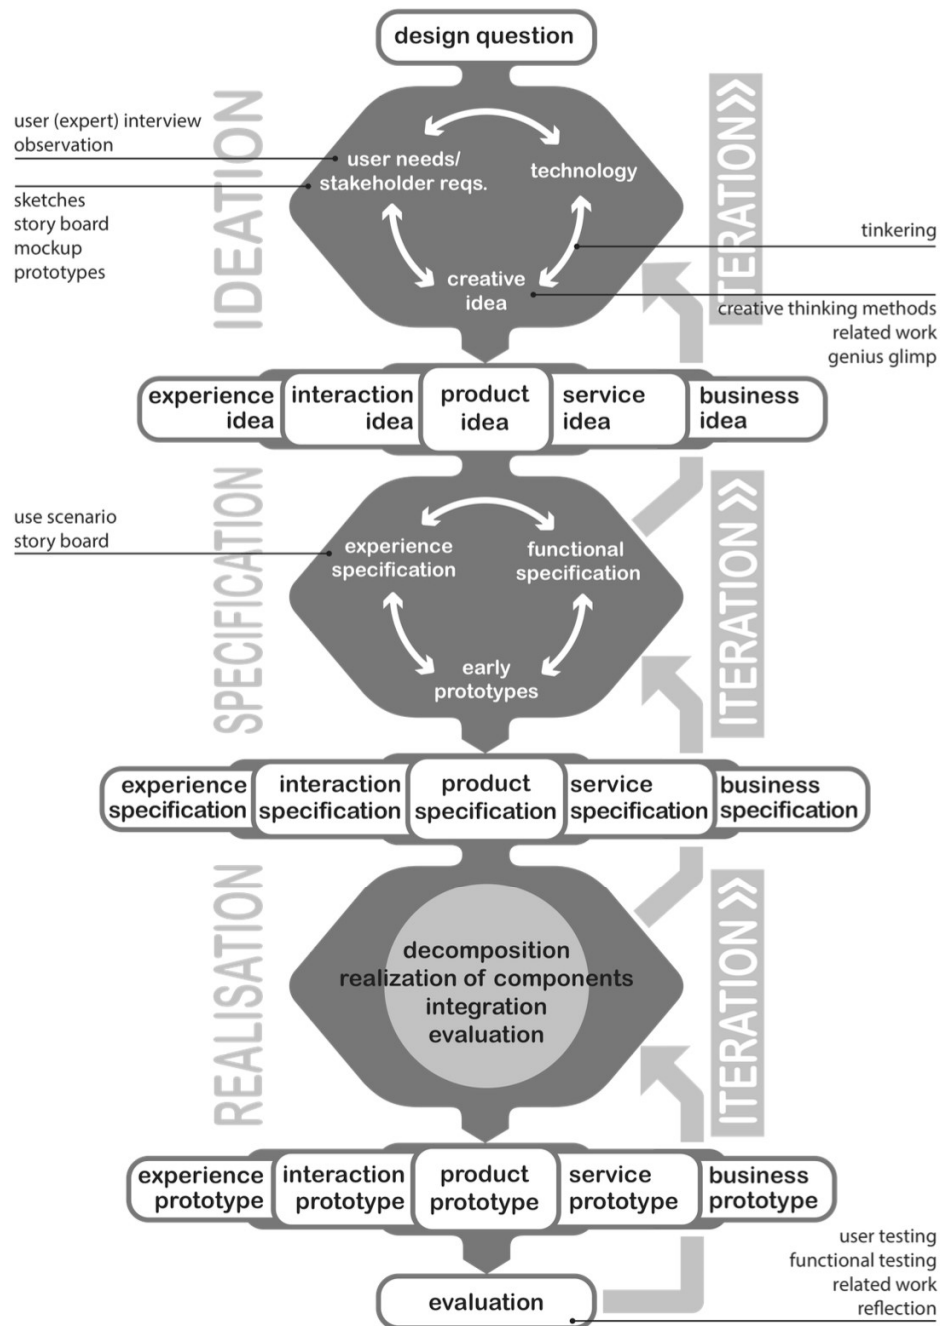 design question
IDEATION
ITERATION
user (expert) interview
observation
user needs/
stakeholder reqs.
technology
sketches
story board
mockup
prototypes
tinkering
creative
idea
creative thinking methods
related work
genius glimp
experience
idea
interaction
idea
product
idea
service
idea
business
idea
SPECIFICATION
ITERATION
use scenario
story board
experience
specification
functional
specification
early
prototypes
experience
specification
interaction
specification
product
specification
service
specification
business
specification
REALISATION
ITERATION
decomposition
realization of components
integration
evaluation
experience
prototype
interaction
prototype
product
prototype
service
prototype
business
prototype
user testing
functional testing
related work
reflection
evaluation